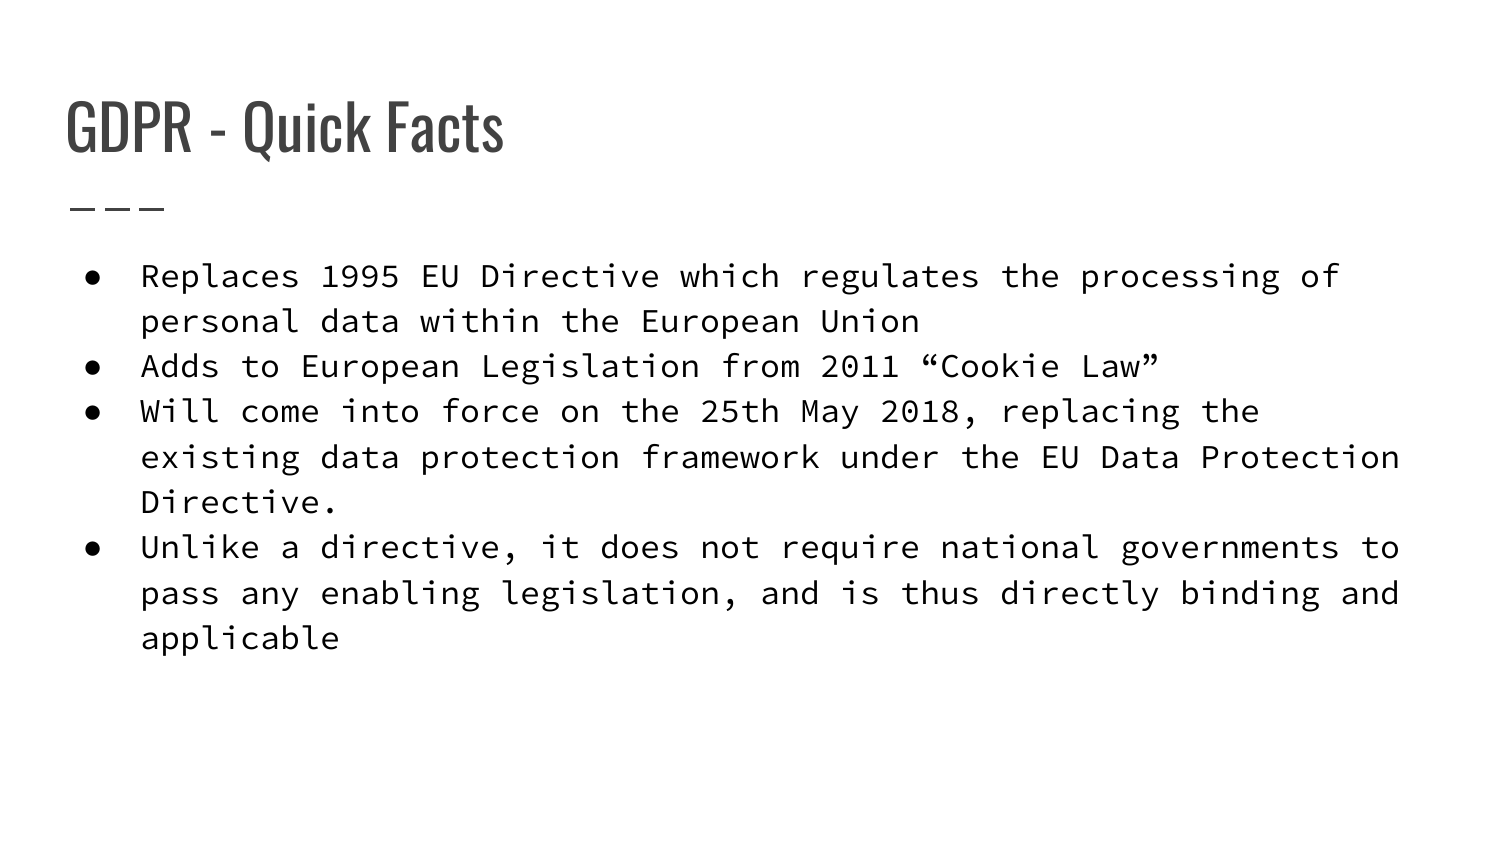 GDPR - Quick Facts
● Replaces 1995 EU Directive which regulates the processing of
personal data within the European Union
● Adds to European Legislation from 2011 “Cookie Law”
● Will come into force on the 25th May 2018, replacing the
existing data protection framework under the EU Data Protection
Directive.
● Unlike a directive, it does not require national governments to
pass any enabling legislation, and is thus directly binding and
applicable